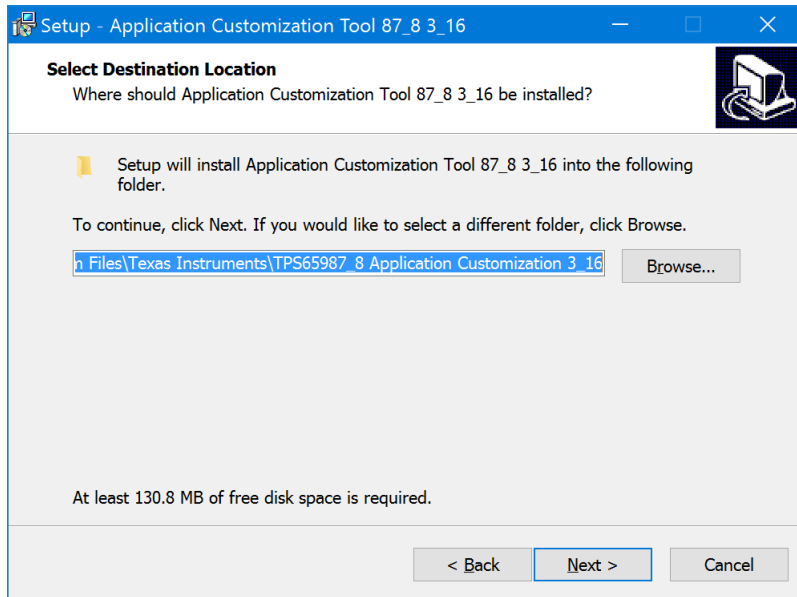 Setup - Application Customization Tool 87_8 3_16
Select Destination Location
Where should Application Customization Tool 87_8 3_16 be installed?
Setup will install Application Customization Tool 87_8 3_16 into the following
folder.
To continue, click Next. If you would like to select a different folder, click Browse.
n Files\Texas Instruments\TPS65987_8 Application Customization 3_16
Browse...
At least 130.8 MB of free disk space is required.
< Back
Next >
Cancel